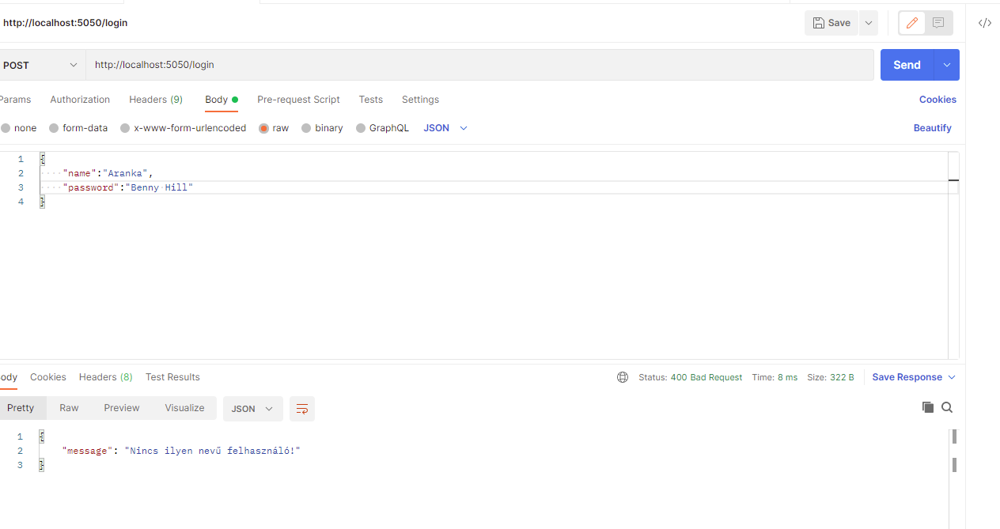 http://localhost:5050/login
Save
POST
http://localhost:5050/login
Send
Params Authorization Headers (9) Body Pre-request Script Tests Settings Cookies
none form-data x-www-form-urlencoded raw binary GraphQL JSON Beautify
1 {
2 "name":"Aranka",
3 "password":"Benny Hill"
4 }
ody Cookies Headers (8) Test Results Status: 400 Bad Request Time: 8 ms Size: 322 B Save Response
Pretty Raw Preview Visualize JSON
1 {
2 "message": "Nincs ilyen nevű felhasználó!"
3 }